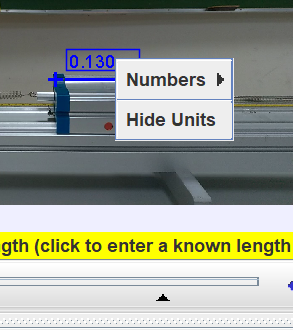 0.130
Numbers
Hide Units
gth (click to enter a known length